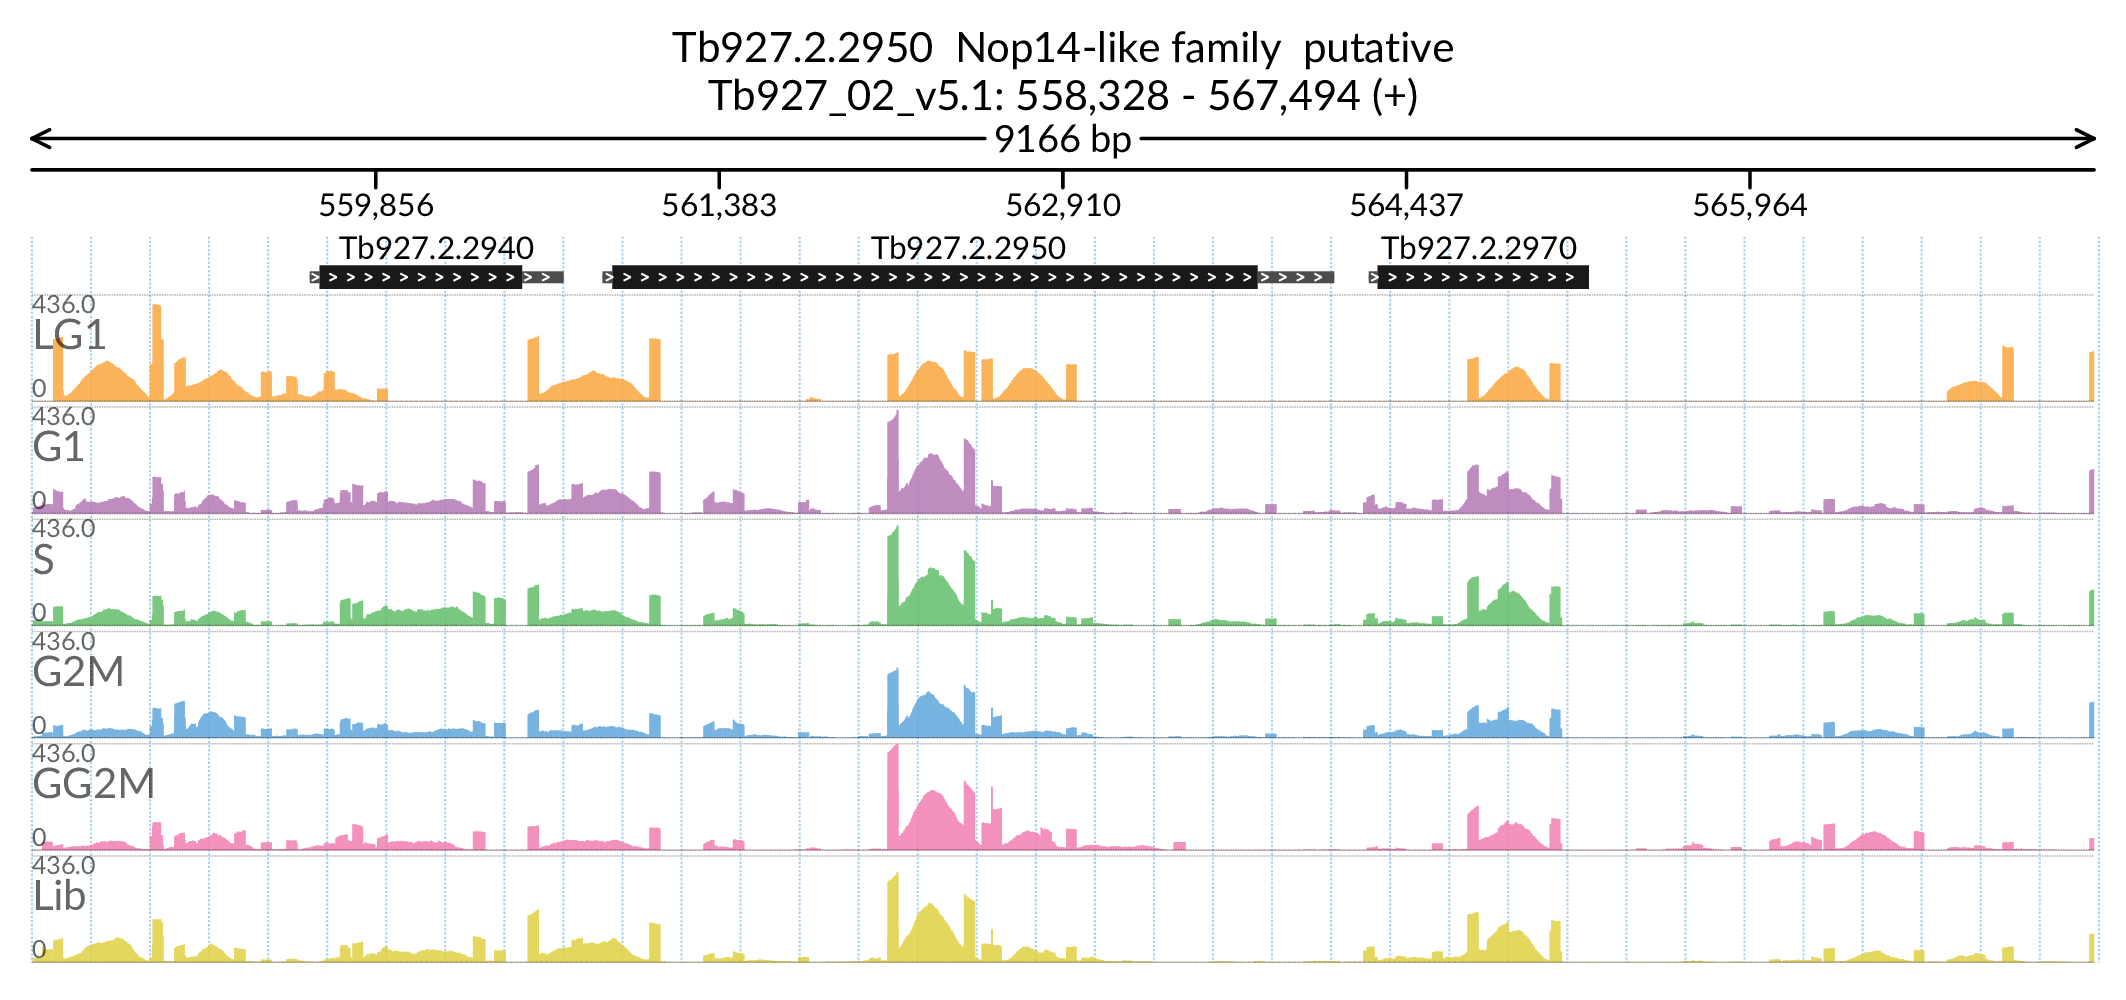 Tb927.2.2950  Nop14-like family  putative
Tb927_02_v5.1: 558,328 - 567,494 (+)
9166 bp
559,856 561,383 562,910 564,437 565,964
Tb927.2.2940 Tb927.2.2950 Tb927.2.2970
436.0
LG1
0
436.0
G1
0
436.0
S
0
436.0
G2M
0
436.0
GG2M
0
436.0
Lib
0